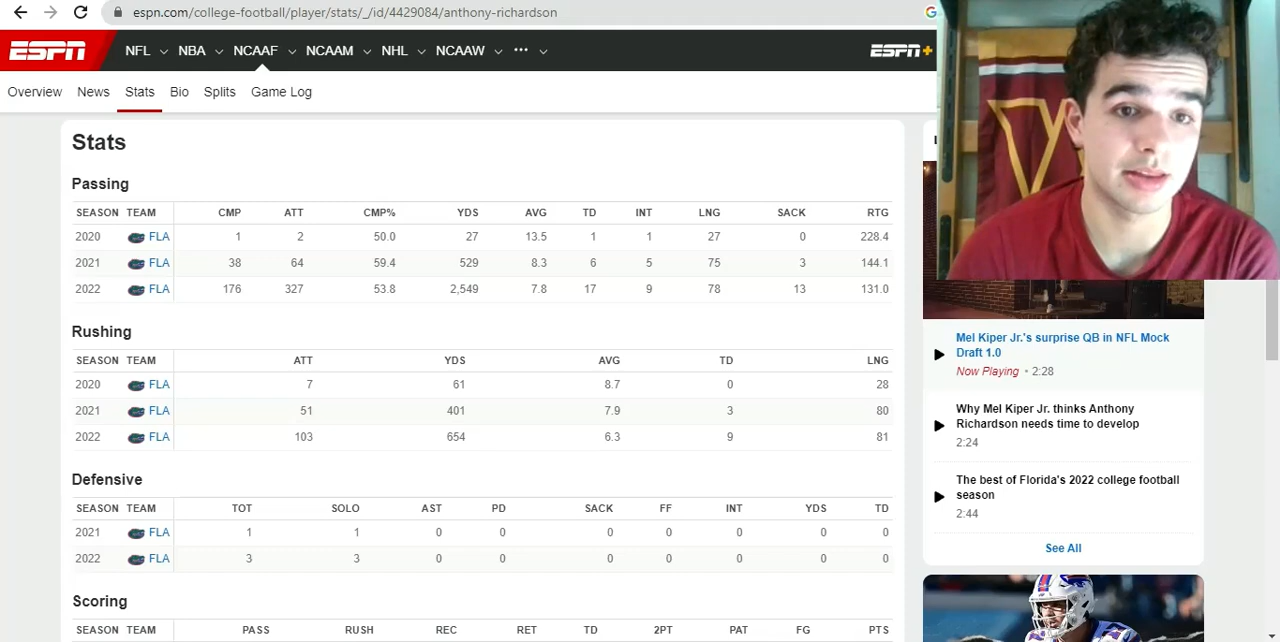 espn.com/college-football/player/stats/_/id/4429084/anthony-richardson
ESPN NFL NBA NCAAF NCAAM NHL NCAAW ESPN+
Overview News Stats Bio Splits Game Log
Stats
Passing
SEASON TEAM CMP ATT CMP% YDS AVG TD INT LNG SACK RTG
2020 FLA 1 2 50.0 27 13.5 1 1 27 0 228.4
2021 FLA 38 64 59.4 529 8.3 6 5 75 3 144.1
2022 FLA 176 327 53.8 2,549 7.8 17 9 78 13 131.0
Rushing
SEASON TEAM ATT YDS AVG TD LNG
2020 FLA 7 61 8.7 0 28
2021 FLA 51 401 7.9 3 80
2022 FLA 103 654 6.3 9 81
Defensive
SEASON TEAM TOT SOLO AST PD SACK FF INT YDS TD
2021 FLA 1 1 0 0 0 0 0 0 0
2022 FLA 3 3 0 0 0 0 0 0 0
Scoring
SEASON TEAM PASS RUSH REC RET TD 2PT PAT FG PTS
Mel Kiper Jr.'s surprise QB in NFL Mock
Draft 1.0
Now Playing • 2:28
Why Mel Kiper Jr. thinks Anthony
Richardson needs time to develop
2:24
The best of Florida's 2022 college football
season
2:44
See All